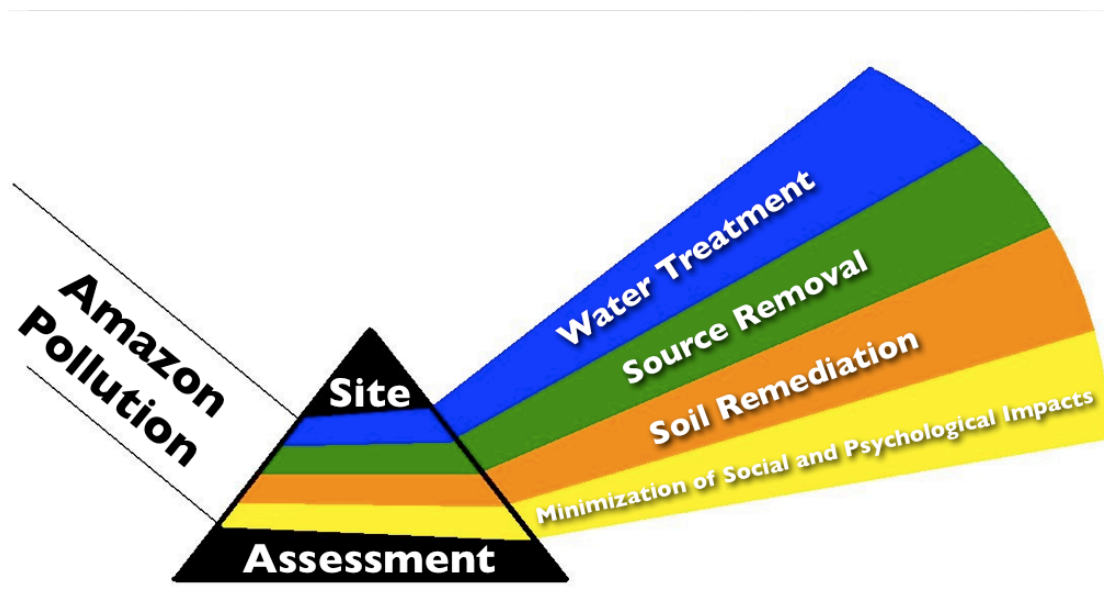 Amazon
Pollution
Site
Assessment
Water Treatment
Source Removal
Soil Remediation
Minimization of Social and Psychological Impacts